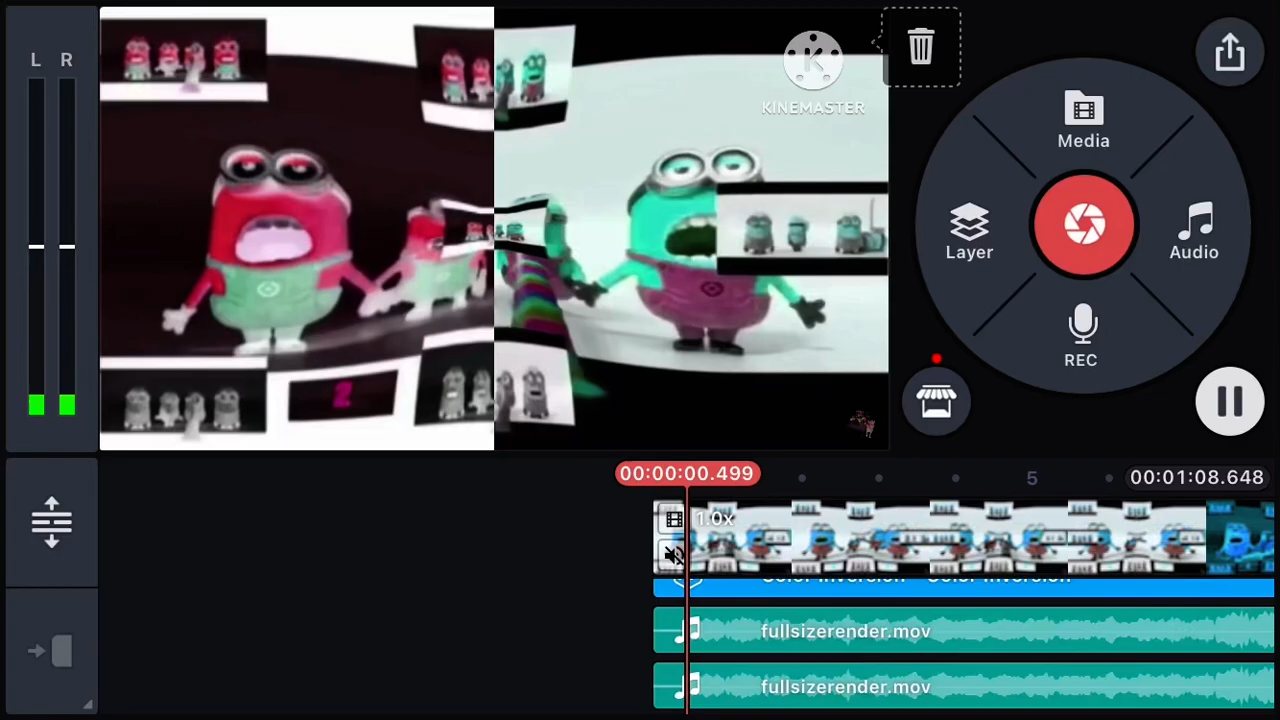 L R
KINEMASTER
Media
Layer
Audio
REC
2
00:00:00.499
5
00:01:08.648
1.0x
Color Inversion - Color Inversion
fullsizerender.mov
fullsizerender.mov